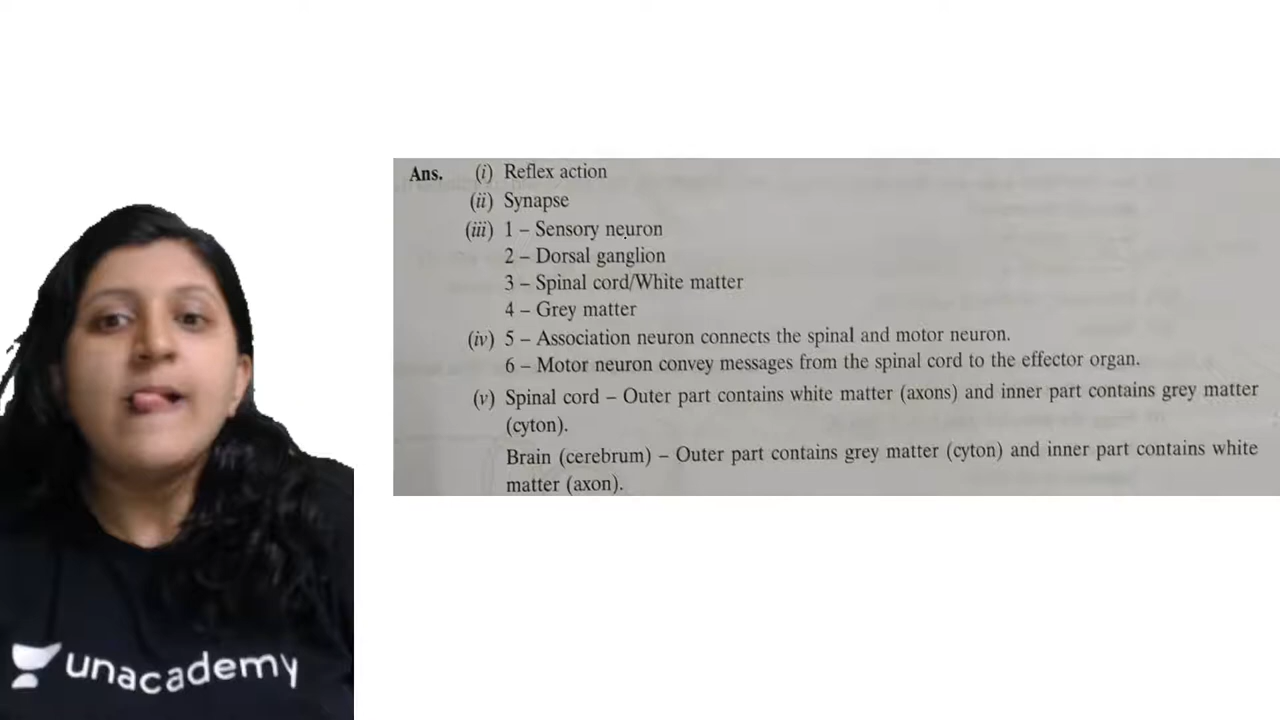 Ans. (i) Reflex action
(ii) Synapse
(iii) 1 – Sensory neuron
2 – Dorsal ganglion
3 – Spinal cord/White matter
4 – Grey matter
(iv) 5 – Association neuron connects the spinal and motor neuron.
6 – Motor neuron convey messages from the spinal cord to the effector organ.
(v) Spinal cord – Outer part contains white matter (axons) and inner part contains grey matter
(cyton).
Brain (cerebrum) – Outer part contains grey matter (cyton) and inner part contains white
matter (axon).
unacademy